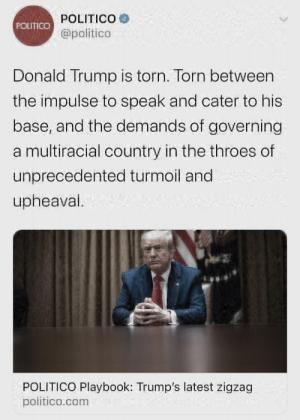 POLITICO
POLITICO
@politico
Donald Trump is torn. Torn between
the impulse to speak and cater to his
base, and the demands of governing
a multiracial country in the throes of
unprecedented turmoil and
upheaval.
POLITICO Playbook: Trump's latest zigzag
politico.com